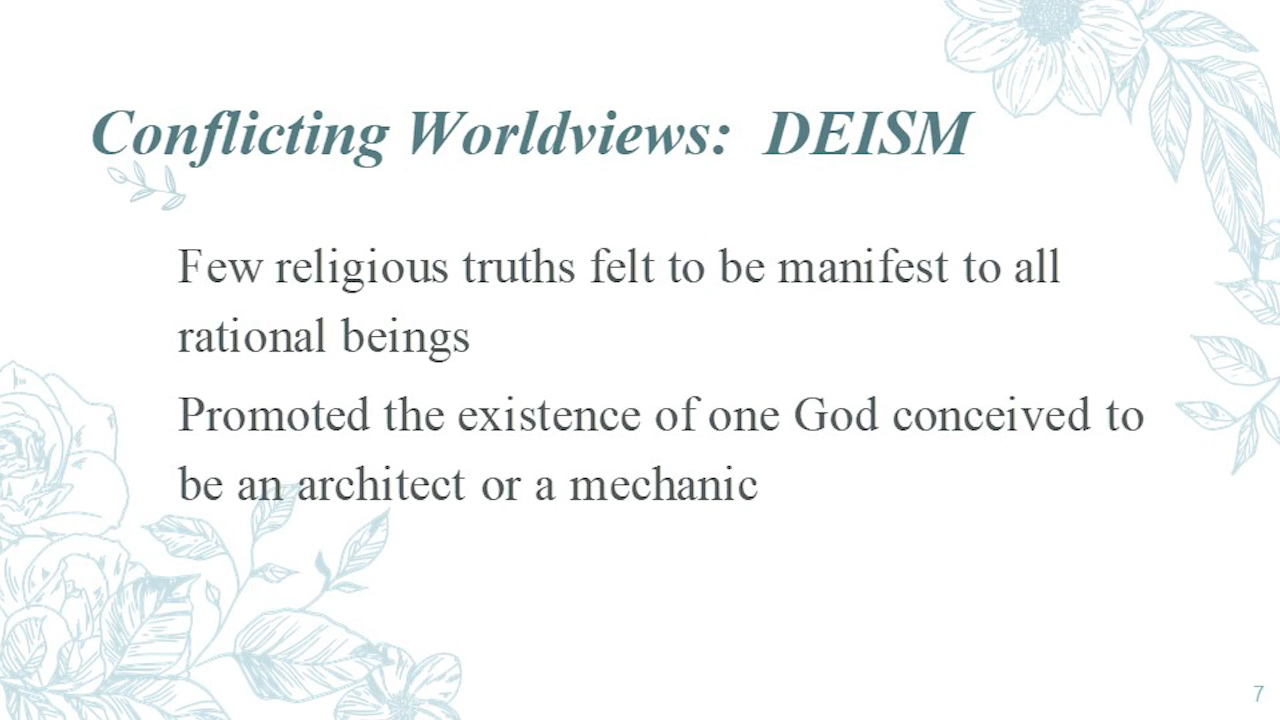 Conflicting Worldviews: DEISM
Few religious truths felt to be manifest to all
rational beings
Promoted the existence of one God conceived to
be an architect or a mechanic
7